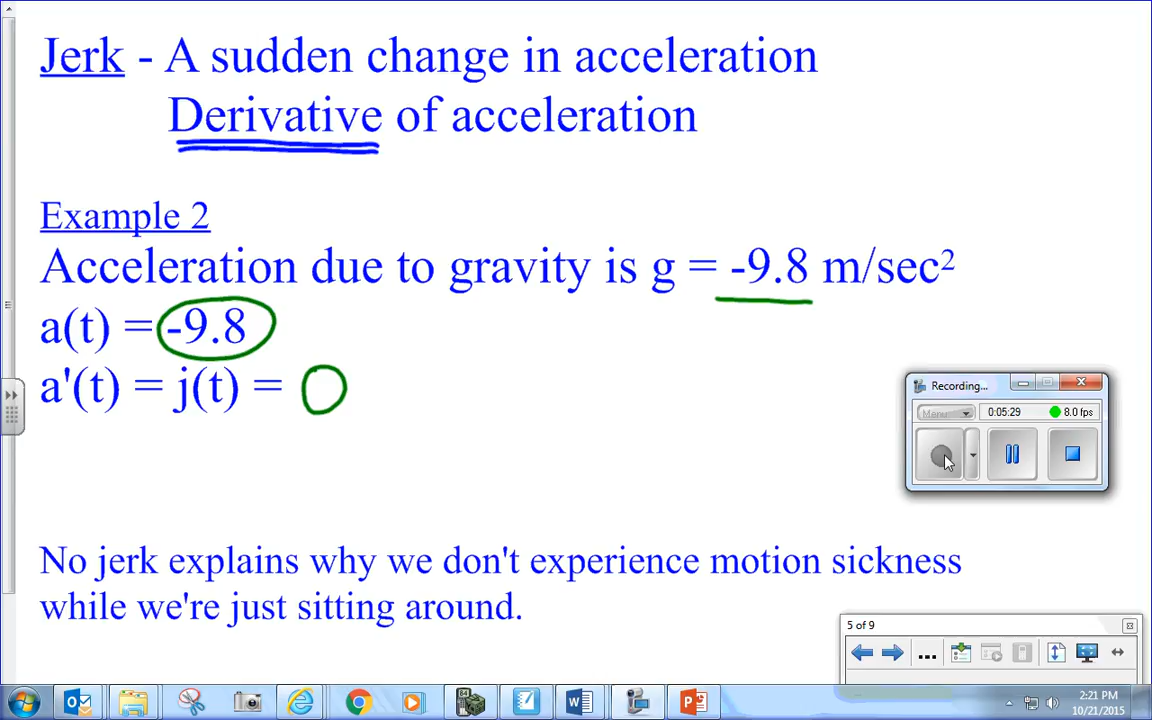 Jerk - A sudden change in acceleration
Derivative of acceleration
Example 2
Acceleration due to gravity is g = -9.8 m/sec²
a(t) = -9.8
a'(t) = j(t) = 0
Recording...
Menu
0:05:29
8.0 fps
No jerk explains why we don't experience motion sickness
while we're just sitting around.
5 of 9
2:21 PM
10/21/2015